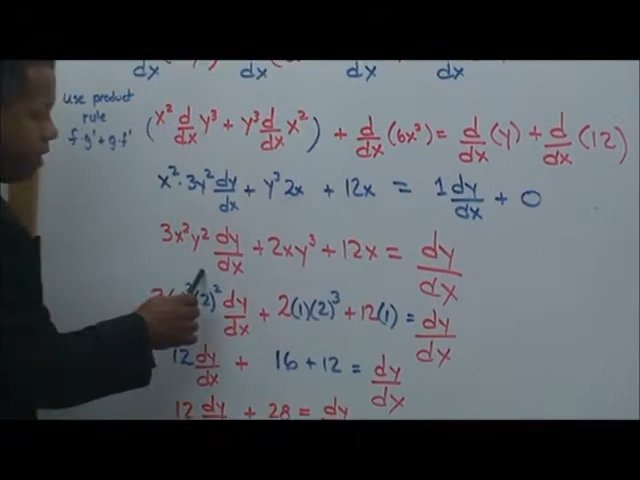 dx dx dx dx
use product
rule
f·g'+g·f'
(x² d/dx y³ + y³ d/dx x²) + d/dx (6x²) = d/dx (y) + d/dx (12)
x²·3y² dy/dx + y³ 2x + 12x = 1 dy/dx + 0
3x²y² dy/dx + 2xy³ + 12x = dy/dx
(2)² dy/dx + 2(1)(2)³ + 12(1) = dy/dx
12 dy/dx + 16 + 12 = dy/dx
12 dy + 28 = dy